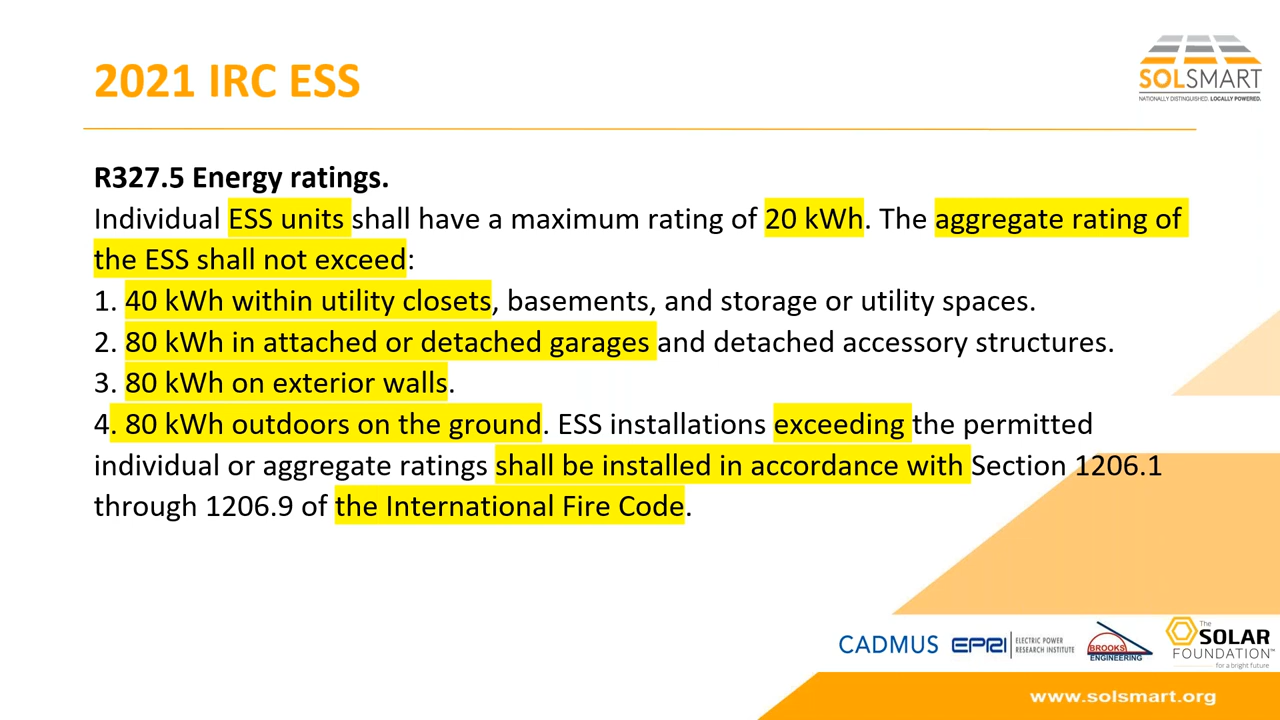 2021 IRC ESS
SOLSMART
NATIONALLY DISTINGUISHED. LOCALLY POWERED.
R327.5 Energy ratings.
Individual ESS units shall have a maximum rating of 20 kWh. The aggregate rating of
the ESS shall not exceed:
1. 40 kWh within utility closets, basements, and storage or utility spaces.
2. 80 kWh in attached or detached garages and detached accessory structures.
3. 80 kWh on exterior walls.
4. 80 kWh outdoors on the ground. ESS installations exceeding the permitted
individual or aggregate ratings shall be installed in accordance with Section 1206.1
through 1206.9 of the International Fire Code.
CADMUS
EPRI
ELECTRIC POWER
RESEARCH INSTITUTE
BROOKS
ENGINEERING
The
SOLAR
FOUNDATION™
for a bright future
www.solsmart.org